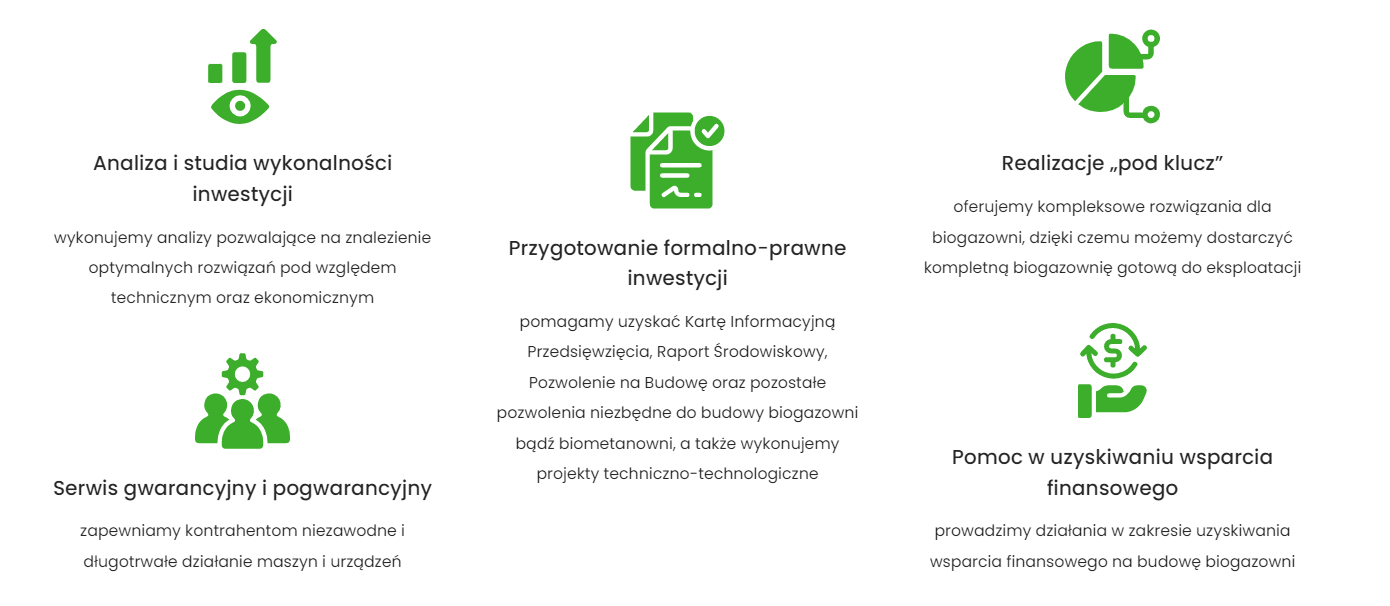 Analiza i studia wykonalności
inwestycji
wykonujemy analizy pozwalające na znalezienie
optymalnych rozwiązań pod względem
technicznym oraz ekonomicznym
Serwis gwarancyjny i pogwarancyjny
zapewniamy kontrahentom niezawodne i
długotrwałe działanie maszyn i urządzeń
Przygotowanie formalno-prawne
inwestycji
pomagamy uzyskać Kartę Informacyjną
Przedsięwzięcia, Raport Środowiskowy,
Pozwolenie na Budowę oraz pozostałe
pozwolenia niezbędne do budowy biogazowni
bądź biometanowni, a także wykonujemy
projekty techniczno-technologiczne
Realizacje „pod klucz”
oferujemy kompleksowe rozwiązania dla
biogazowni, dzięki czemu możemy dostarczyć
kompletną biogazownię gotową do eksploatacji
$
Pomoc w uzyskiwaniu wsparcia
finansowego
prowadzimy działania w zakresie uzyskiwania
wsparcia finansowego na budowę biogazowni